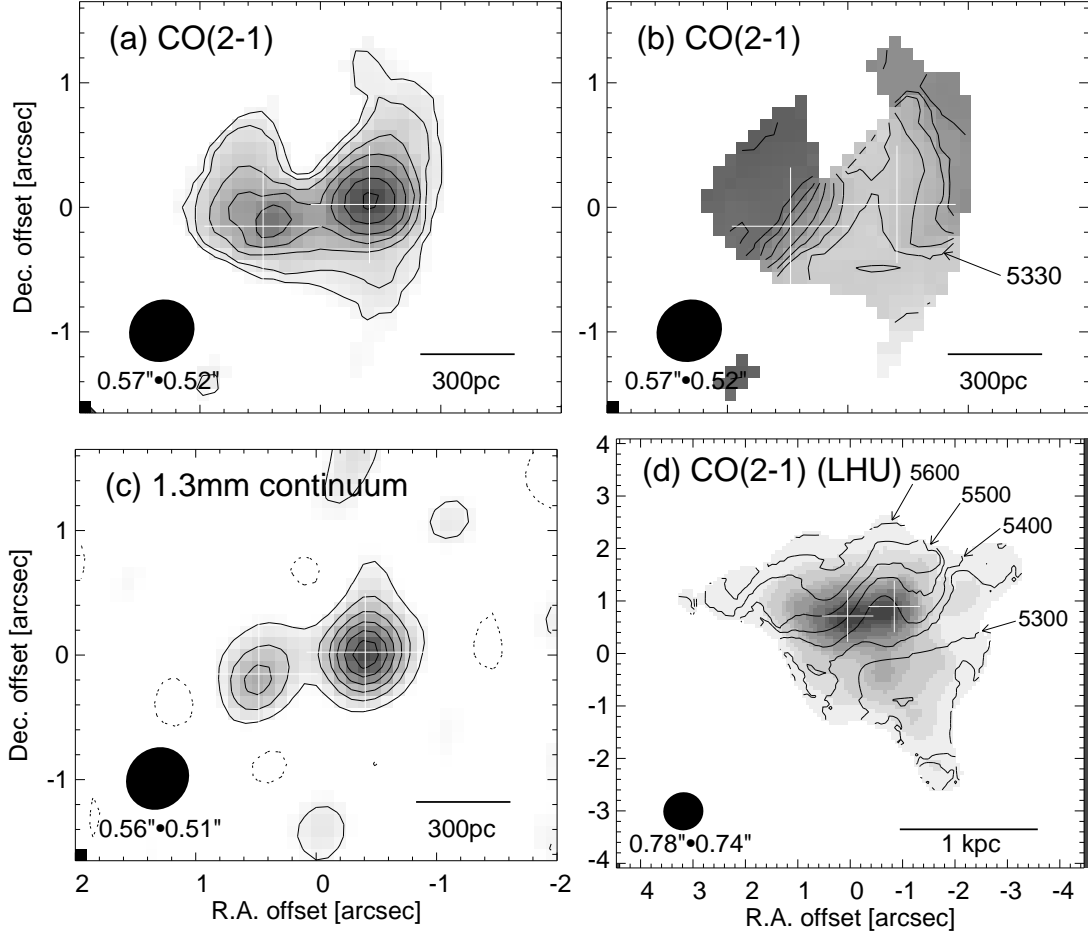 (a) CO(2-1)
1
0
-1
Dec. offset [arcsec]
0.57"•0.52"
300pc
(b) CO(2-1)
1
0
-1
5330
0.57"•0.52"
300pc
(c) 1.3mm continuum
1
0
-1
Dec. offset [arcsec]
0.56"•0.51"
300pc
2 1 0 -1 -2
R.A. offset [arcsec]
(d) CO(2-1) (LHU)
5600
5500
5400
5300
4
3
2
1
0
-1
-2
-3
-4
0.78"•0.74"
1 kpc
4 3 2 1 0 -1 -2 -3 -4
R.A. offset [arcsec]